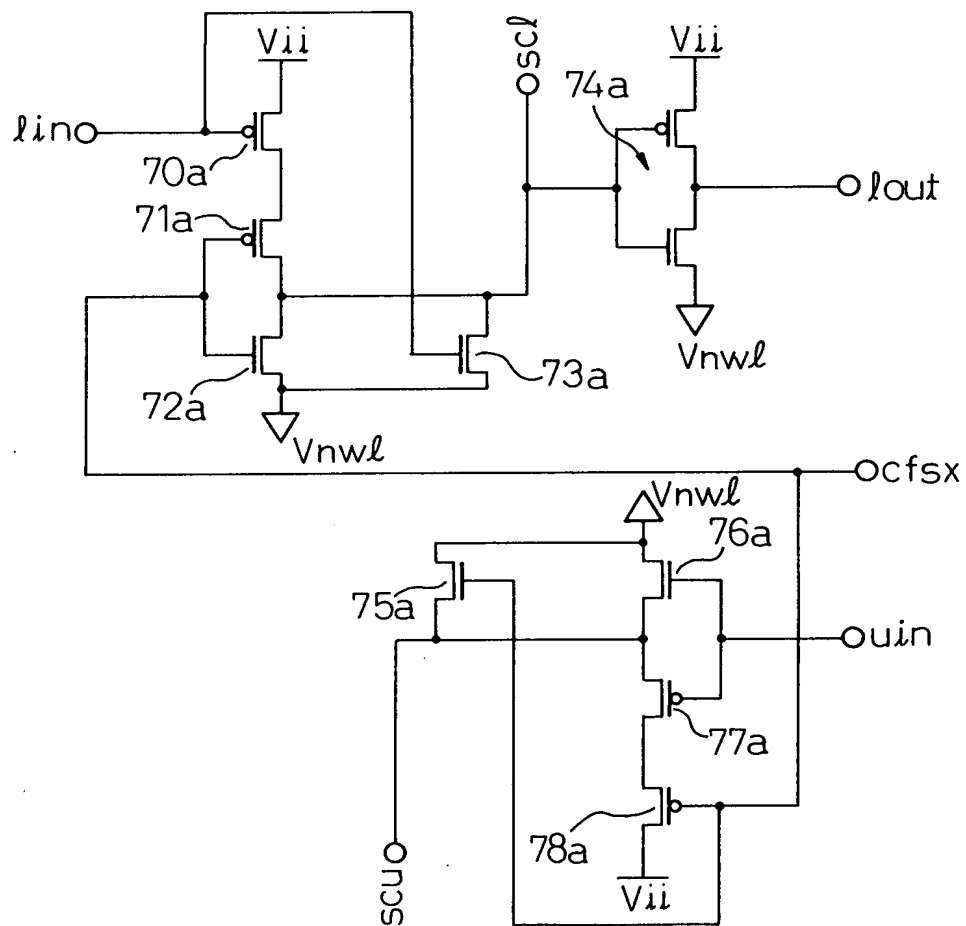 Vii
scl
Vii
74a
lin
70a
lout
71a
Vnwl
73a
72a
Vnwl
cfsx
Vnwl
76a
75a
uin
77a
78a
scu
Vii